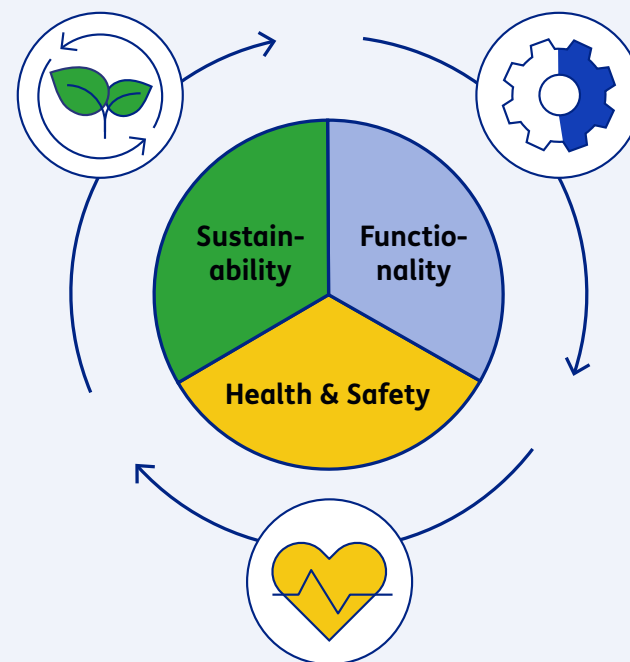 Sustain-
ability
Functio-
nality
Health & Safety